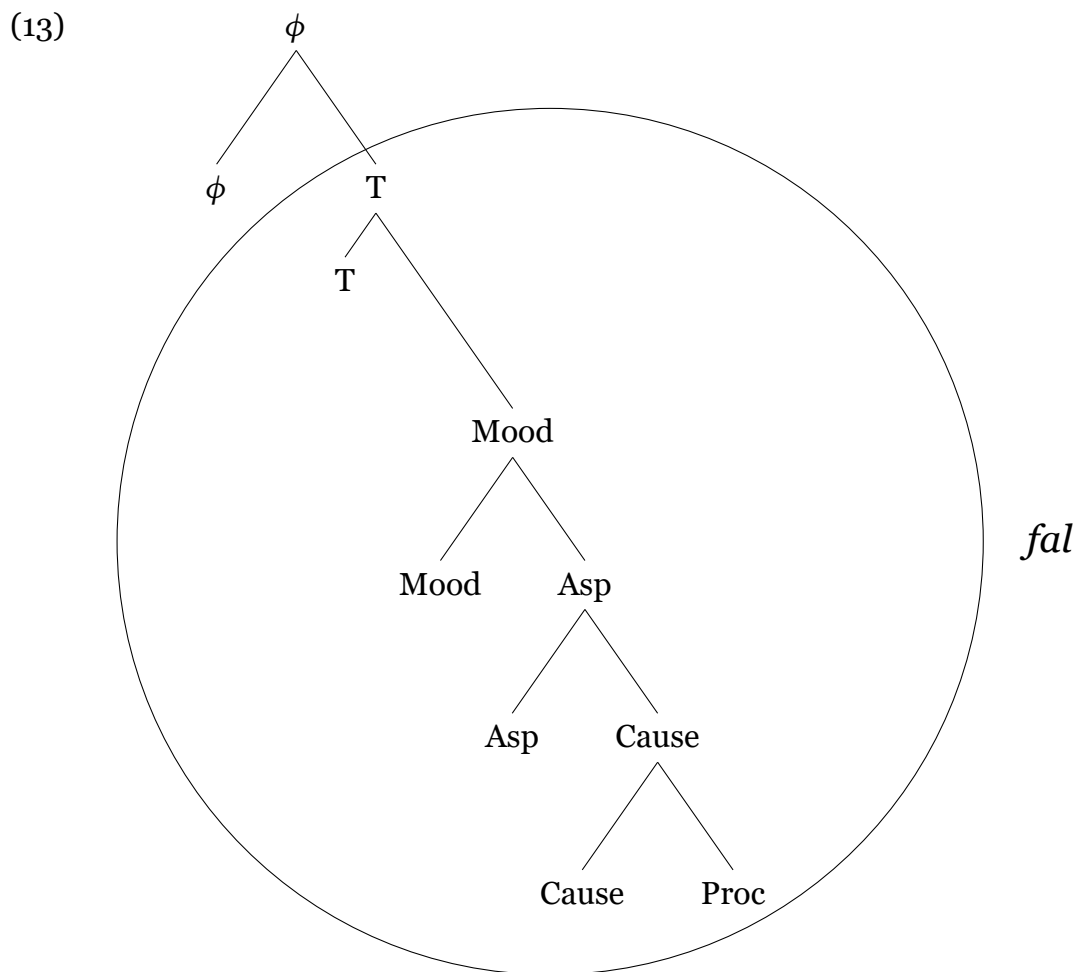 (13)
ϕ
ϕ T
T
Mood
fal
Mood Asp
Asp Cause
Cause Proc